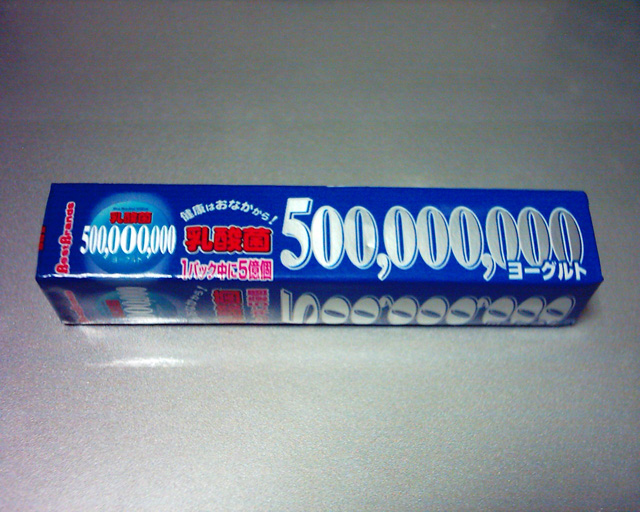 BestBrands
乳酸菌
500,000,000
健康はおなかから!
乳酸菌
1パック中に5億個
500,000,000
ヨーグルト